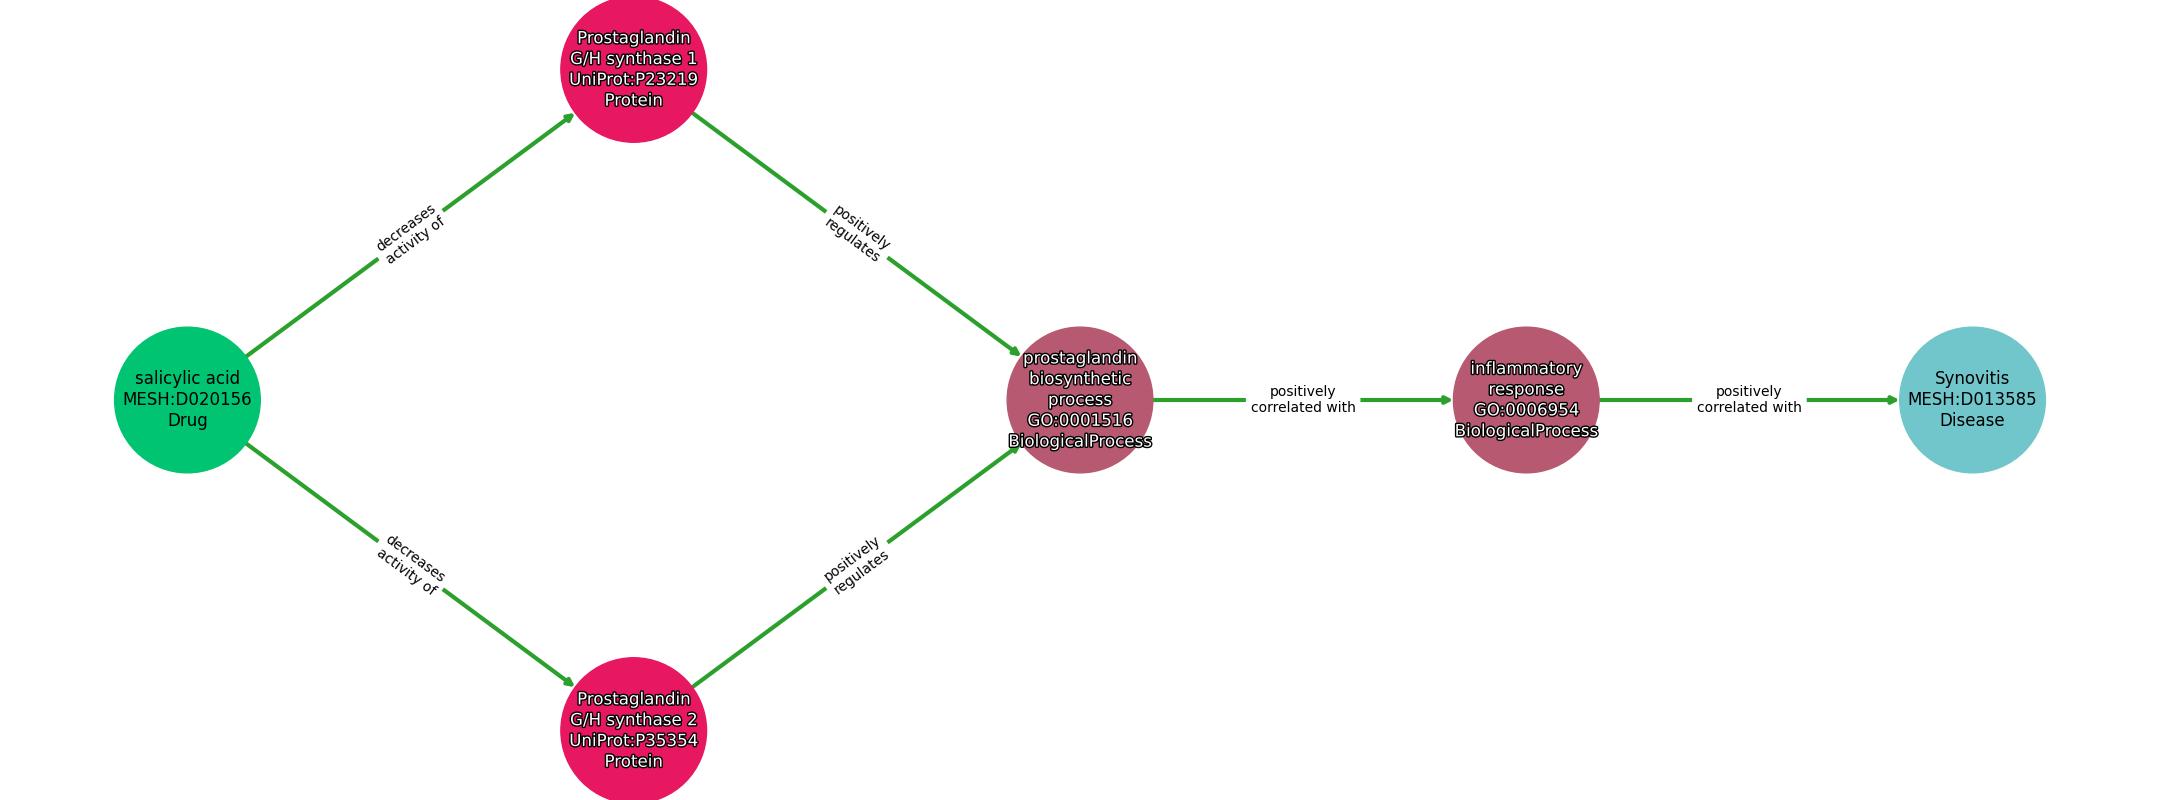 Prostaglandin
G/H synthase 1
UniProt:P23219
Protein
decreases
activity of
positively
regulates
salicylic acid
MESH:D020156
Drug
prostaglandin
biosynthetic
process
GO:0001516
BiologicalProcess
positively
correlated with
inflammatory
response
GO:0006954
BiologicalProcess
positively
correlated with
Synovitis
MESH:D013585
Disease
decreases
activity of
positively
regulates
Prostaglandin
G/H synthase 2
UniProt:P35354
Protein